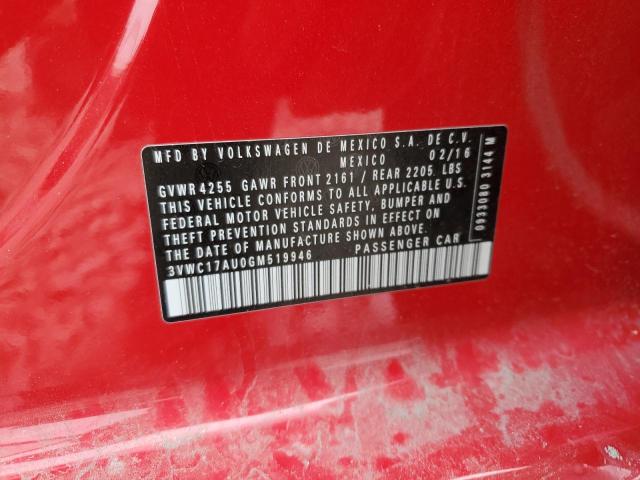 MFD BY VOLKSWAGEN DE MEXICO S.A. DE C.V.
MEXICO 02/16
GVWR 4255 GAWR FRONT 2161 / REAR 2205 LBS
THIS VEHICLE CONFORMS TO ALL APPLICABLE U.S.
FEDERAL MOTOR VEHICLE SAFETY, BUMPER AND
THEFT PREVENTION STANDARDS IN EFFECT ON
THE DATE OF MANUFACTURE SHOWN ABOVE.
3VWC17AU0GM519946 PASSENGER CAR
0933080 3144M